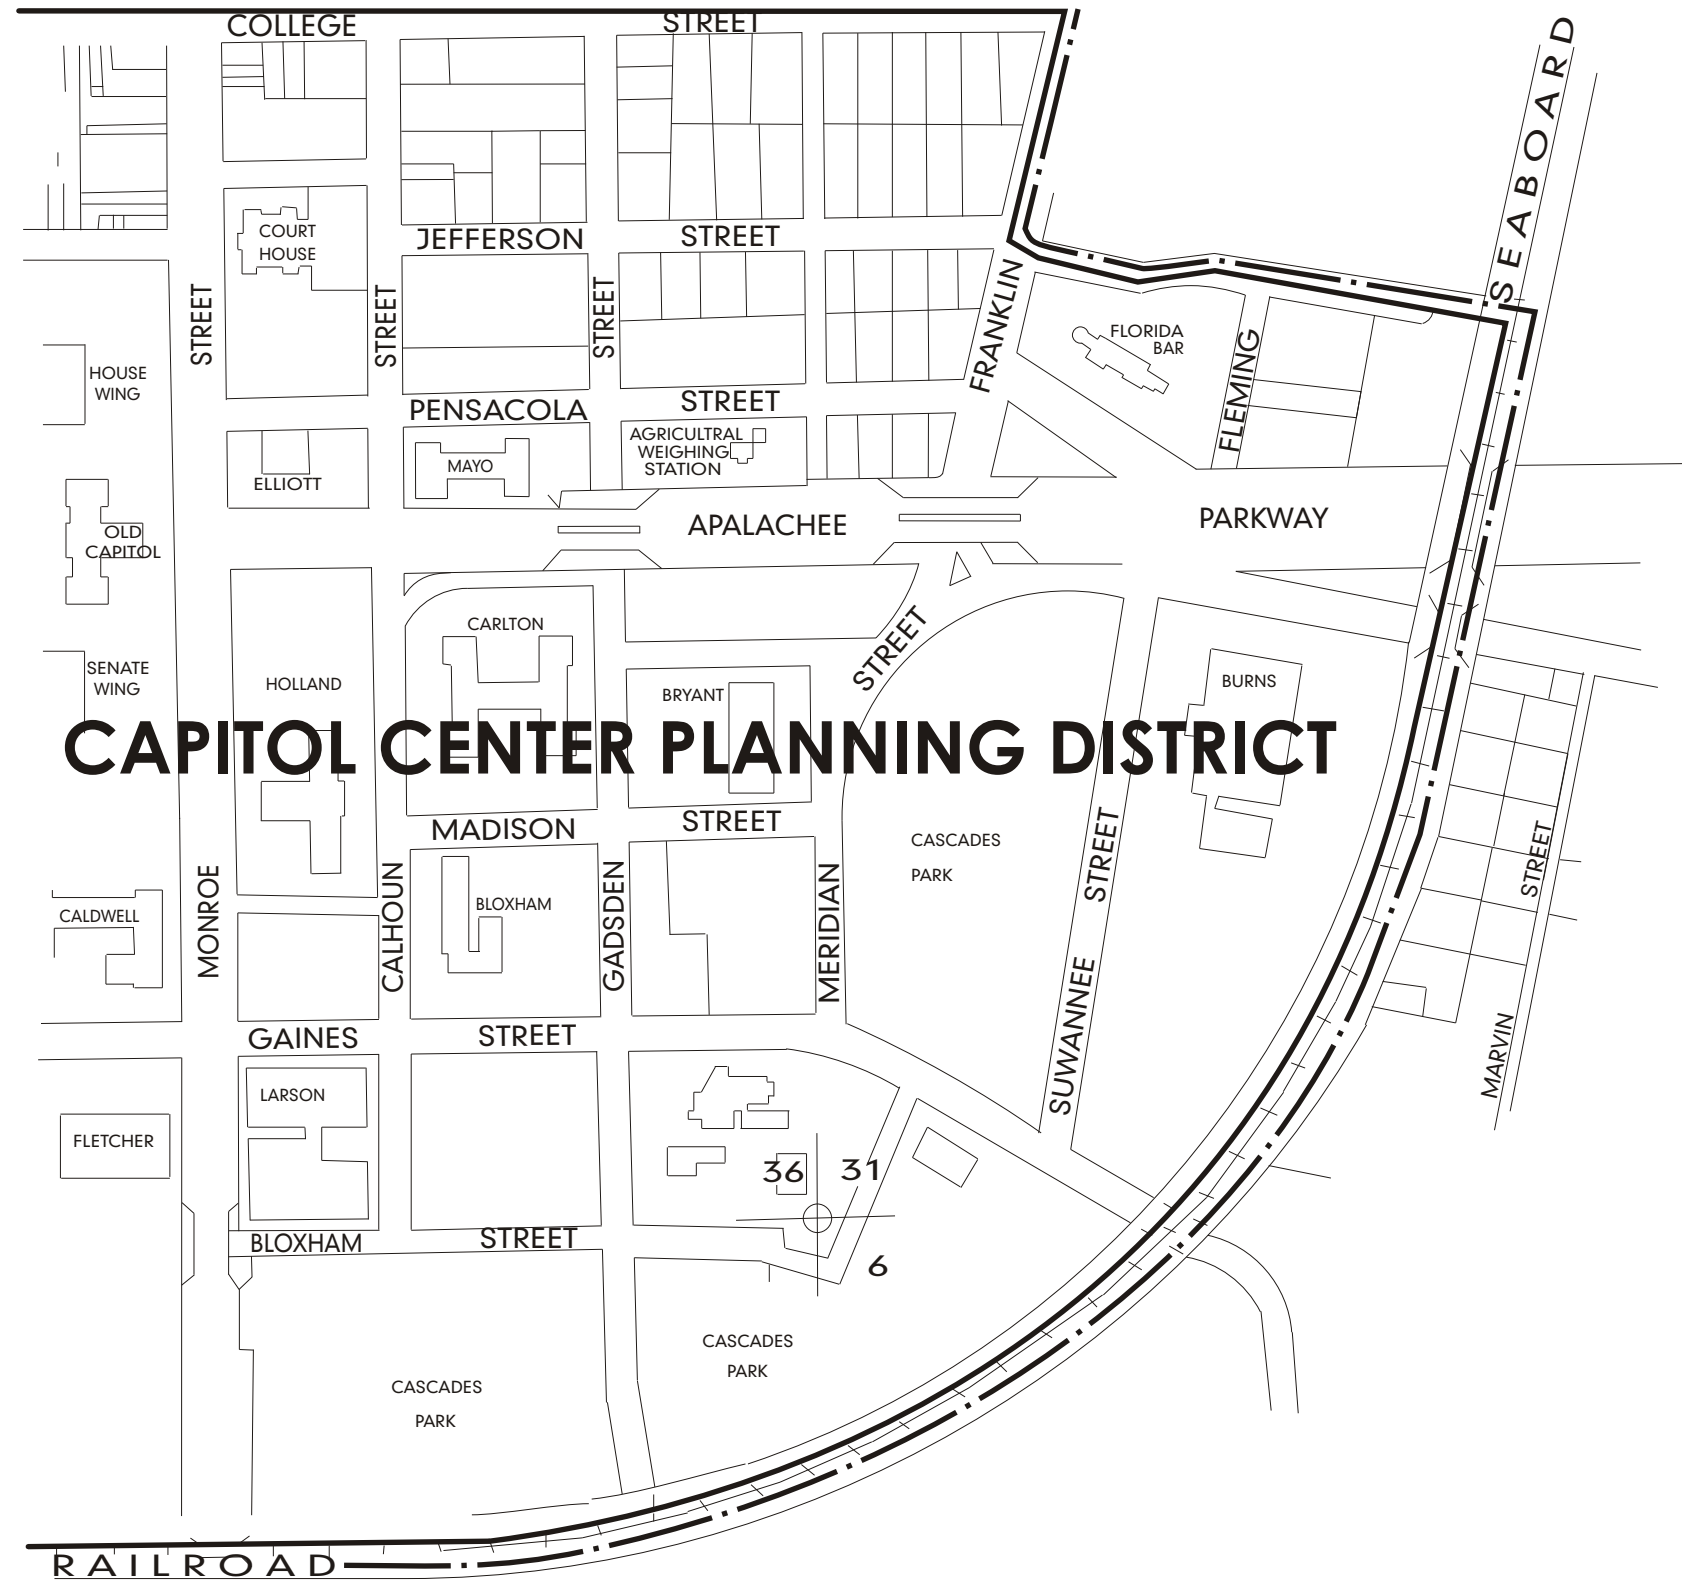 COLLEGE STREET
SEABOARD
COURT
HOUSE
JEFFERSON STREET
STREET
STREET
STREET
FRANKLIN
FLORIDA
BAR
FLEMING
HOUSE
WING
PENSACOLA STREET
AGRICULTRAL
WEIGHING
STATION
MAYO
ELLIOTT
OLD
CAPITOL
APALACHEE PARKWAY
CARLTON
STREET
SENATE
WING
HOLLAND
BRYANT
BURNS
CAPITOL CENTER PLANNING DISTRICT
MADISON STREET
CASCADES
PARK
STREET
STREET
MONROE
CALHOUN
GADSDEN
MERIDIAN
BLOXHAM
CALDWELL
SUWANNEE
MARVIN
GAINES STREET
LARSON
FLETCHER
36 31
6
BLOXHAM STREET
CASCADES
PARK
CASCADES
PARK
RAILROAD